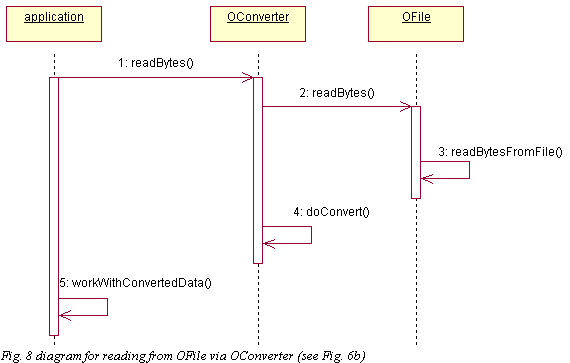 application
OConverter
OFile
1: readBytes()
2: readBytes()
3: readBytesFromFile()
4: doConvert()
5: workWithConvertedData()
Fig. 8 diagram for reading from OFile via OConverter (see Fig. 6b)